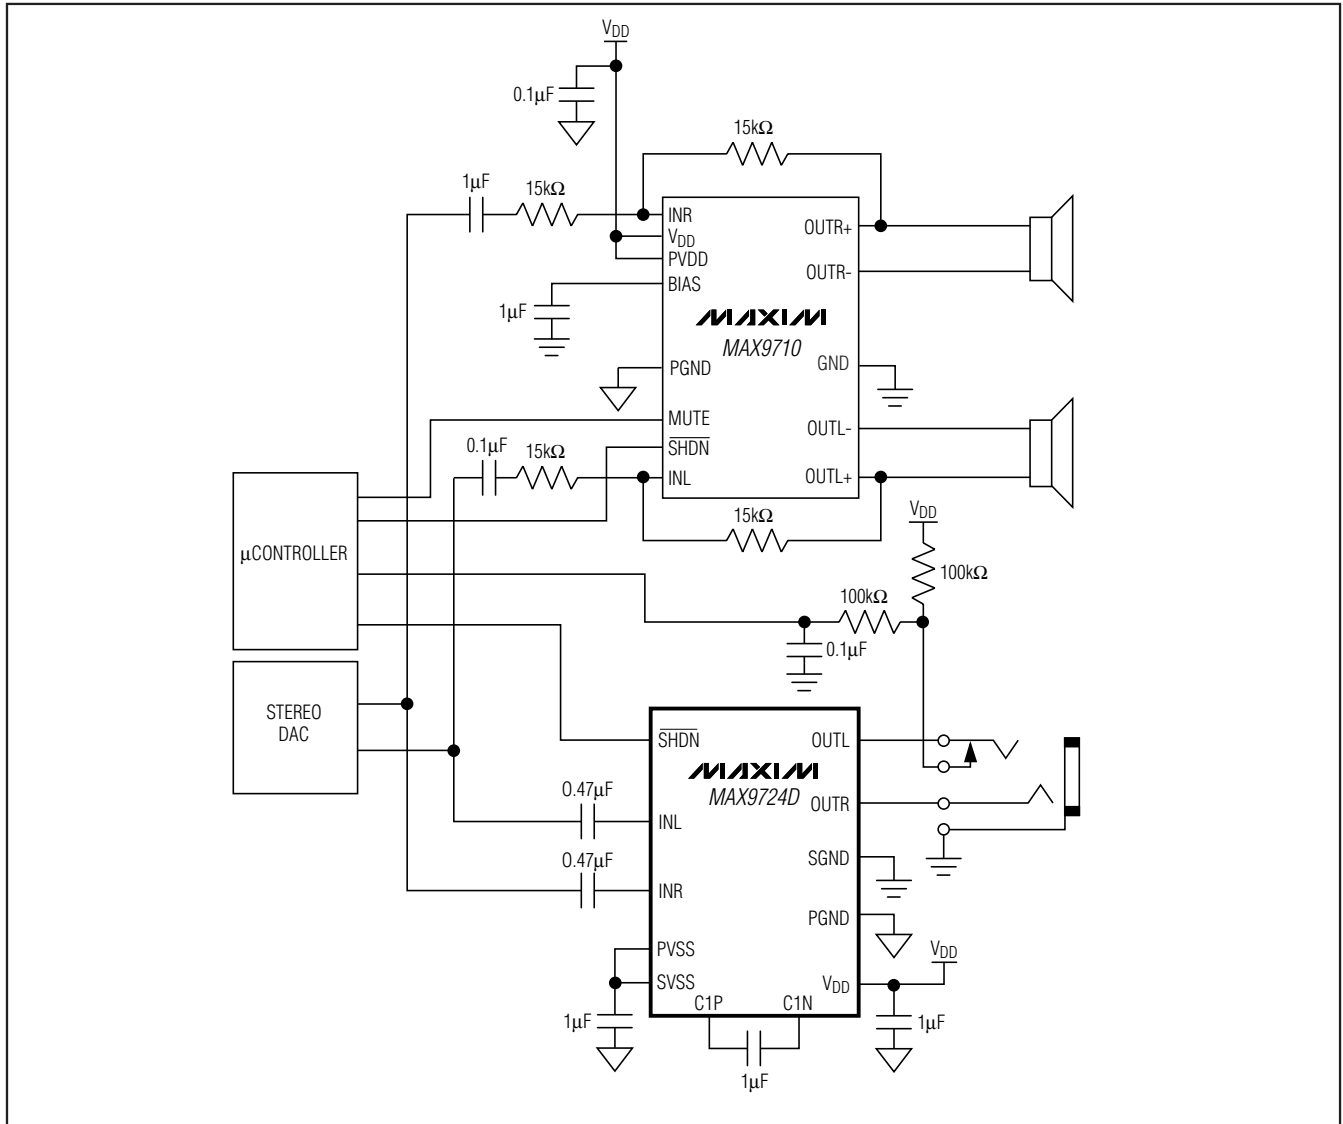 VDD
0.1µF
15kΩ
1µF
15kΩ
INR
VDD
PVDD
BIAS
OUTR+
OUTR-
1µF
MAXIM
MAX9710
PGND
GND
MUTE
SHDN
INL
OUTL-
OUTL+
0.1µF
15kΩ
15kΩ
VDD
µCONTROLLER
100kΩ
100kΩ
0.1µF
STEREO
DAC
SHDN
OUTL
MAXIM
MAX9724D
OUTR
0.47µF
INL
SGND
0.47µF
INR
PGND
PVSS
SVSS
VDD
VDD
C1P
C1N
1µF
1µF
1µF